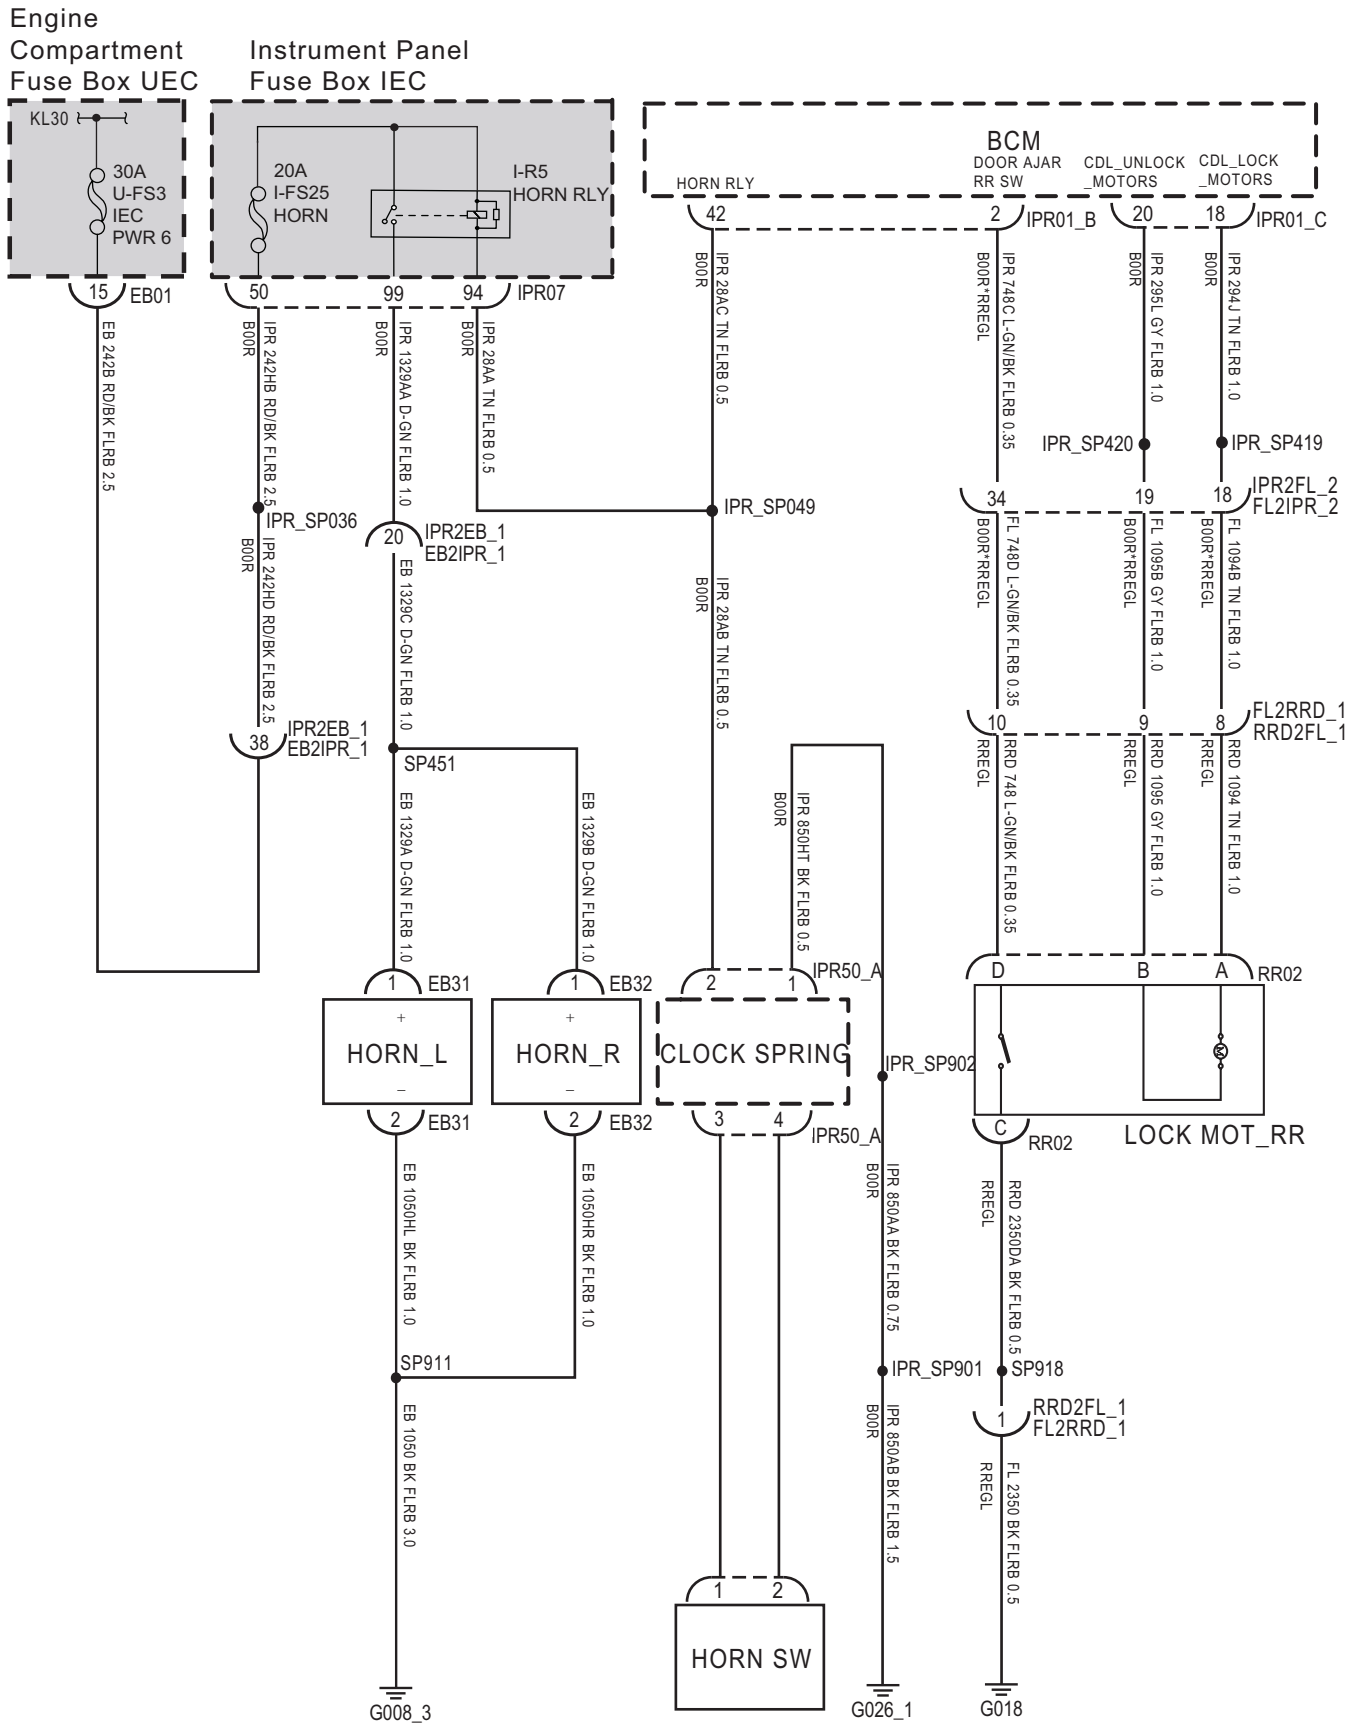 Engine
Compartment
Fuse Box UEC
Instrument Panel
Fuse Box IEC
KL30
30A
U-FS3
IEC
PWR 6
20A
I-FS25
HORN
I-R5
HORN RLY
BCM
HORN RLY
DOOR AJAR
RR SW
CDL_UNLOCK
_MOTORS
CDL_LOCK
_MOTORS
15
EB01
50
99
94
IPR07
42
2
IPR01_B
20
18
IPR01_C
EB 242B RD/BK FLRB 2.5
IPR 242HB RD/BK FLRB 2.5
B00R
IPR 1329AA D-GN FLRB 1.0
B00R
IPR 28AA TN FLRB 0.5
B00R
IPR 28AC TN FLRB 0.5
B00R
IPR 748C L-GN/BK FLRB 0.35
B00R*RREGL
IPR 295L GY FLRB 1.0
B00R
IPR 294J TN FLRB 1.0
B00R
IPR_SP420
IPR_SP419
IPR_SP036
IPR_SP049
34
19
18
IPR2FL_2
FL2IPR_2
20
IPR2EB_1
EB2IPR_1
IPR 242HD RD/BK FLRB 2.5
B00R
EB 1329C D-GN FLRB 1.0
IPR 28AB TN FLRB 0.5
B00R
FL 748D L-GN/BK FLRB 0.35
B00R*RREGL
FL 1095B GY FLRB 1.0
B00R*RREGL
FL 1094B TN FLRB 1.0
B00R*RREGL
38
IPR2EB_1
EB2IPR_1
SP451
10
9
8
FL2RRD_1
RRD2FL_1
EB 1329A D-GN FLRB 1.0
EB 1329B D-GN FLRB 1.0
IPR 850HT BK FLRB 0.5
B00R
RRD 748 L-GN/BK FLRB 0.35
RREGL
RRD 1095 GY FLRB 1.0
RREGL
RRD 1094 TN FLRB 1.0
RREGL
1
EB31
1
EB32
2
1
IPR50_A
D
B
A
RR02
+
HORN_L
−
+
HORN_R
−
CLOCK SPRING
IPR_SP902
M
2
EB31
2
EB32
3
4
IPR50_A
C
RR02
LOCK MOT_RR
EB 1050HL BK FLRB 1.0
EB 1050HR BK FLRB 1.0
IPR 850AA BK FLRB 0.75
B00R
RRD 2350DA BK FLRB 0.5
RREGL
SP911
IPR_SP901
SP918
1
RRD2FL_1
FL2RRD_1
EB 1050 BK FLRB 3.0
IPR 850AB BK FLRB 1.5
B00R
FL 2350 BK FLRB 0.5
RREGL
1
2
HORN SW
G008_3
G026_1
G018